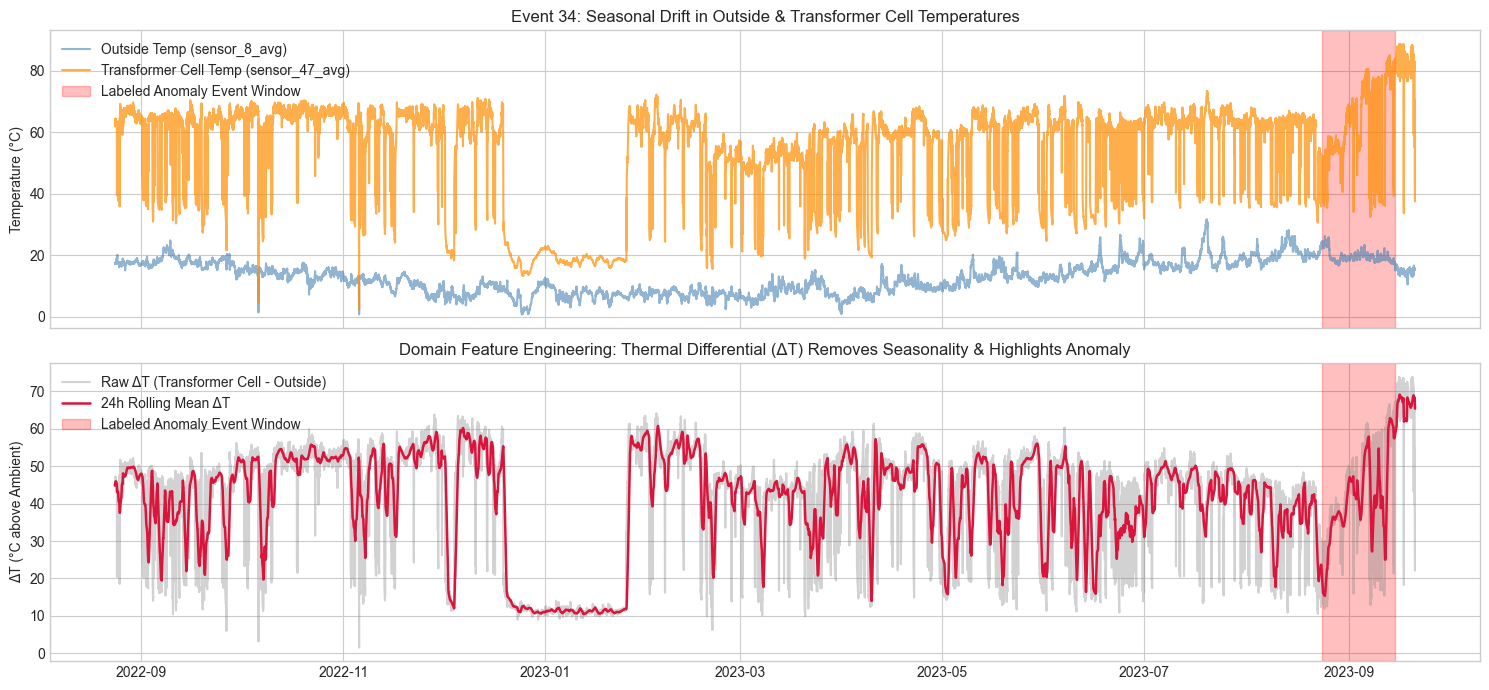 Event 34: Seasonal Drift in Outside & Transformer Cell Temperatures
Outside Temp (sensor_8_avg)
Transformer Cell Temp (sensor_47_avg)
Labeled Anomaly Event Window
Temperature (°C)
80
60
40
20
0
Domain Feature Engineering: Thermal Differential (ΔT) Removes Seasonality & Highlights Anomaly
Raw ΔT (Transformer Cell - Outside)
24h Rolling Mean ΔT
Labeled Anomaly Event Window
ΔT (°C above Ambient)
70
60
50
40
30
20
10
0
2022-09 2022-11 2023-01 2023-03 2023-05 2023-07 2023-09